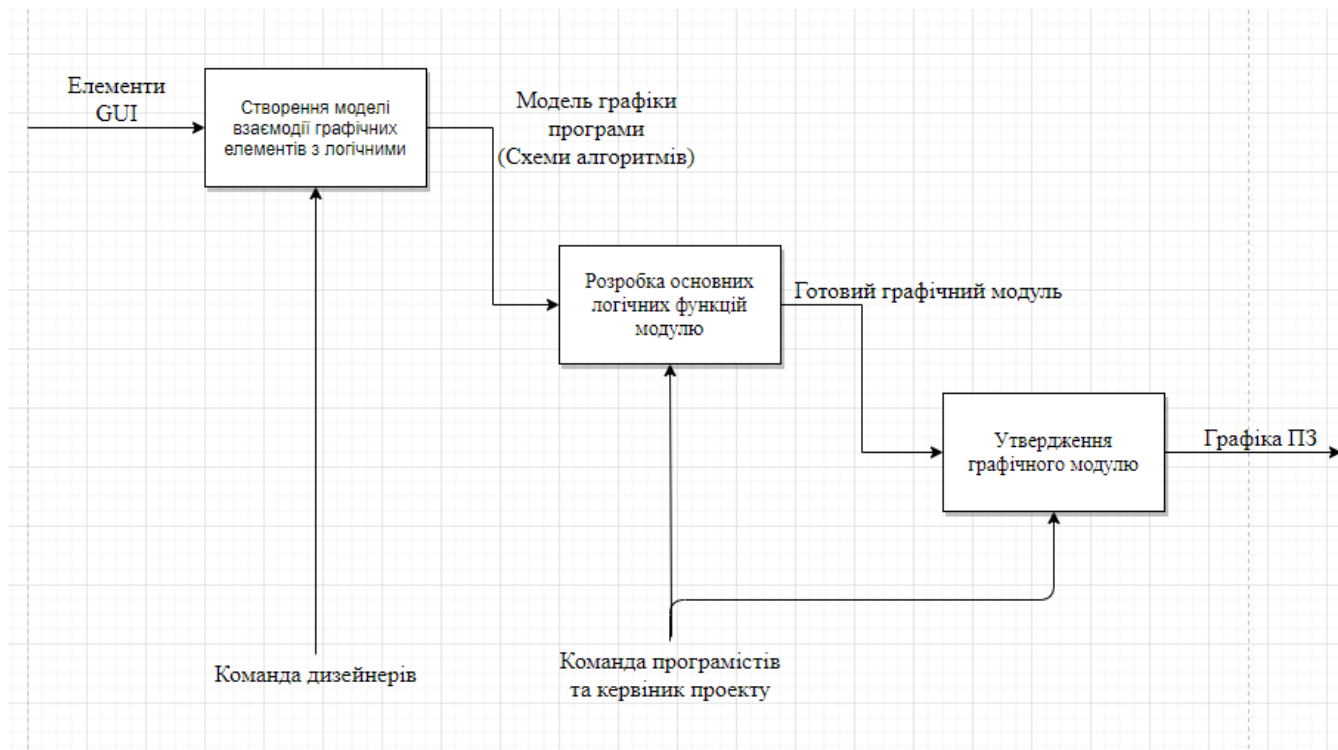 Елементи
GUI
Створення моделі
взаємодії графічних
елементів з логічними
Модель графіки
програми
(Схеми алгоритмів)
Розробка основних
логічних функцій
модулю
Готовий графічний модуль
Утвердження
графічного модулю
Графіка ПЗ
Команда дизейнерів
Команда програмістів
та кервіник проекту